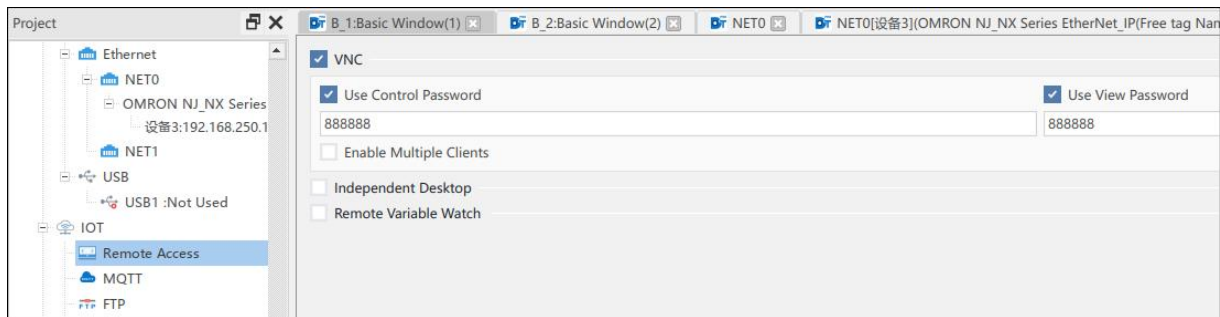 Project
Ethernet
NET0
OMRON NJ_NX Series
设备3:192.168.250.1
NET1
USB
USB1 :Not Used
IOT
Remote Access
MQTT
FTP
B_1:Basic Window(1)
B_2:Basic Window(2)
NET0
NET0[设备3](OMRON NJ_NX Series EtherNet_IP(Free tag Nam
VNC
Use Control Password
Use View Password
888888
888888
Enable Multiple Clients
Independent Desktop
Remote Variable Watch